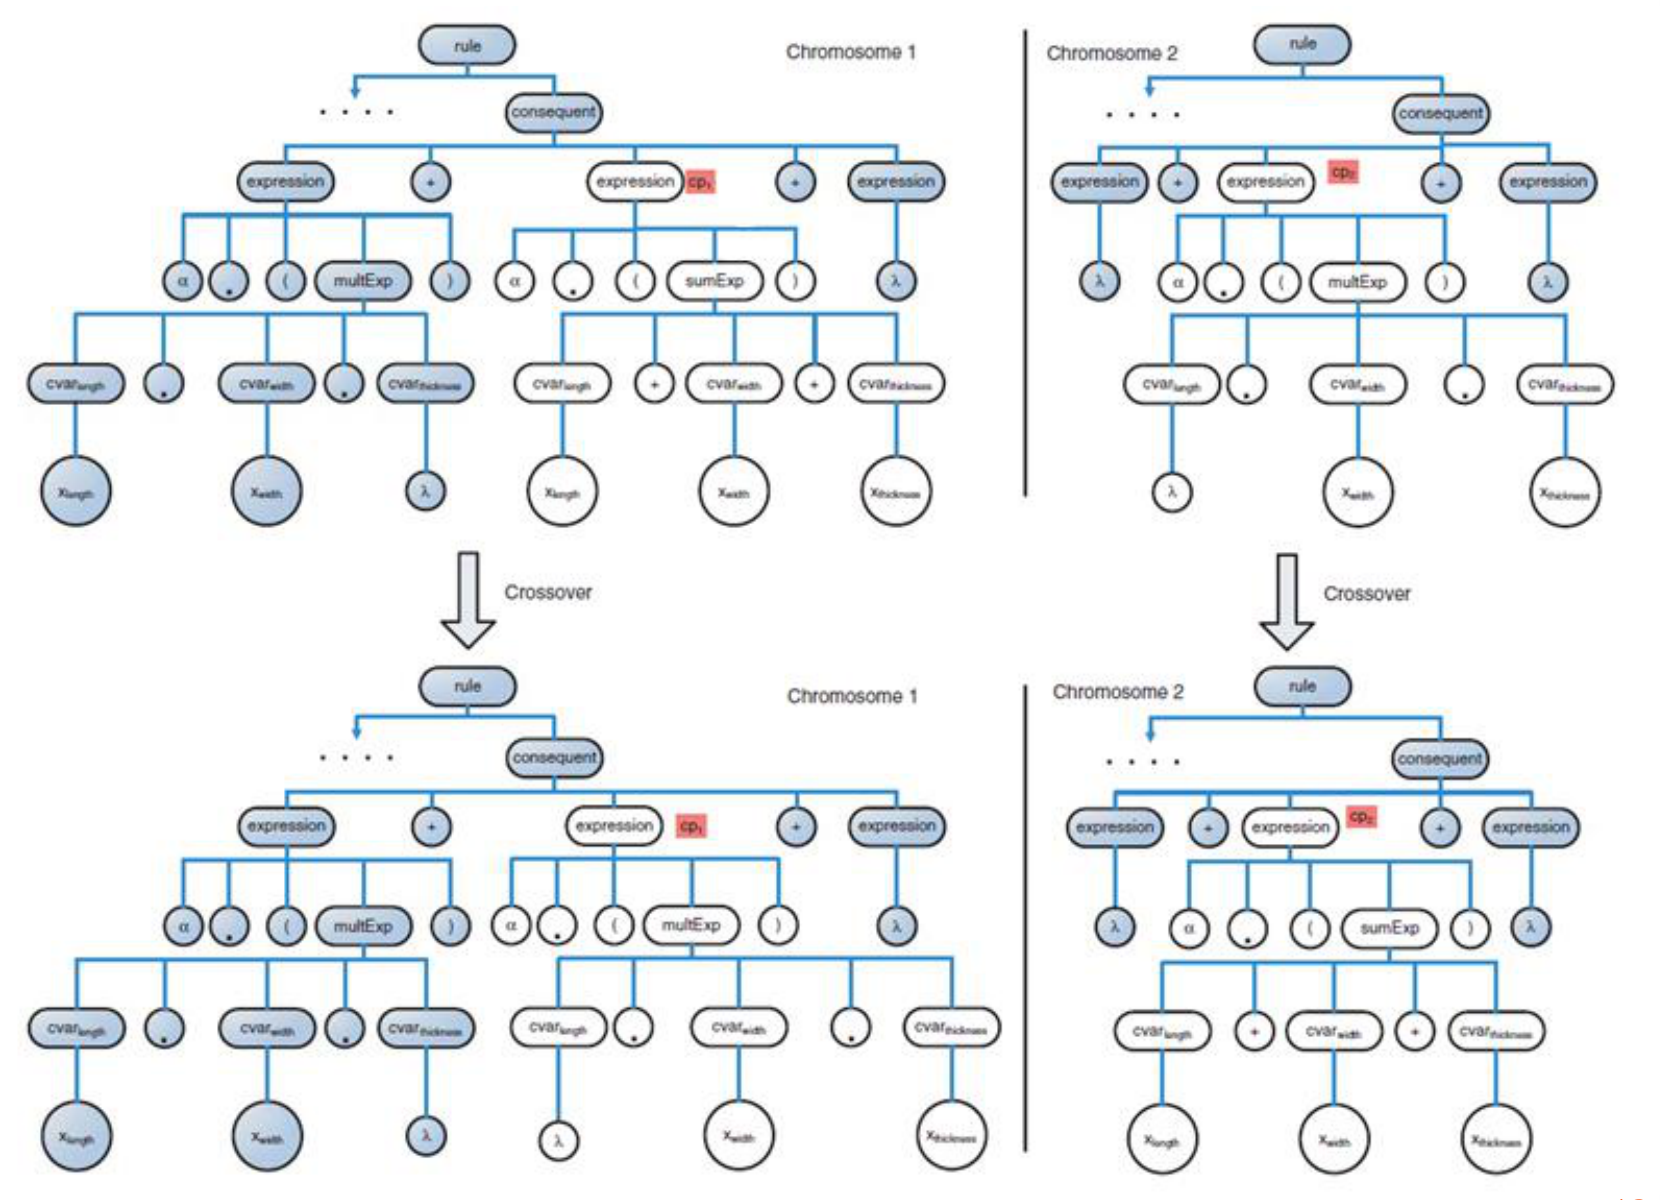 rule Chromosome 1 Chromosome 2 rule
. . . . consequent . . . . consequent
expression + expression cp1 + expression expression + expression cp2 + expression
α . ( multExp ) α . ( sumExp ) λ λ α . ( multExp ) λ
cvarlength . cvarwidth . cvarthickness cvarlength + cvarwidth + cvarthickness cvarlength . cvarwidth . cvarthickness
xlength xwidth λ xlength xwidth xthickness λ xwidth xthickness
Crossover Crossover
rule Chromosome 1 Chromosome 2 rule
. . . . consequent . . . . consequent
expression + expression cp1 + expression expression + expression cp2 + expression
α . ( multExp ) α . ( multExp ) λ λ α . ( sumExp ) λ
cvarlength . cvarwidth . cvarthickness cvarlength . cvarwidth . cvarthickness cvarlength + cvarwidth + cvarthickness
xlength xwidth λ λ xwidth xthickness xlength xwidth xthickness